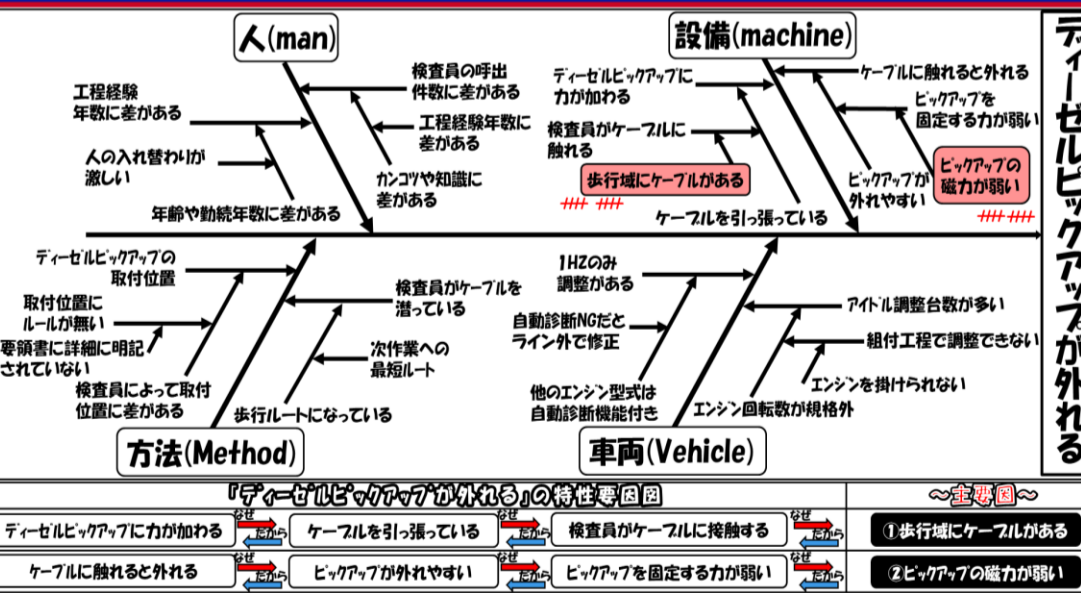 人(man)
設備(machine)
工程経験
年数に差がある
人の入れ替わりが
激しい
年齢や勤続年数に差がある
検査員の呼出
件数に差がある
工程経験年数に
差がある
カンコツや知識に
差がある
ディーゼルピックアップに
力が加わる
検査員がケーブルに
触れる
歩行域にケーブルがある
ケーブルを引っ張っている
ケーブルに触れると外れる
ピックアップを
固定する力が弱い
ピックアップの
磁力が弱い
ピックアップが
外れやすい
ディーゼルピックアップが外れる
ディーゼルピックアップの
取付位置
取付位置に
ルールが無い
要領書に詳細に明記
されていない
検査員によって取付
位置に差がある
検査員がケーブルを
潜っている
次作業への
最短ルート
歩行ルートになっている
1HZのみ
調整がある
自動診断NGだと
ライン外で修正
他のエンジン型式は
自動診断機能付き
アイドル調整台数が多い
組付工程で調整できない
エンジンを掛けられない
エンジン回転数が規格外
方法(Method)
車両(Vehicle)
「ディーゼルピックアップが外れる」の特性要因図
～主要因～
ディーゼルピックアップに力が加わる
なぜ
だから
ケーブルを引っ張っている
なぜ
だから
検査員がケーブルに接触する
なぜ
だから
①歩行域にケーブルがある
ケーブルに触れると外れる
なぜ
だから
ピックアップが外れやすい
なぜ
だから
ピックアップを固定する力が弱い
なぜ
だから
②ピックアップの磁力が弱い